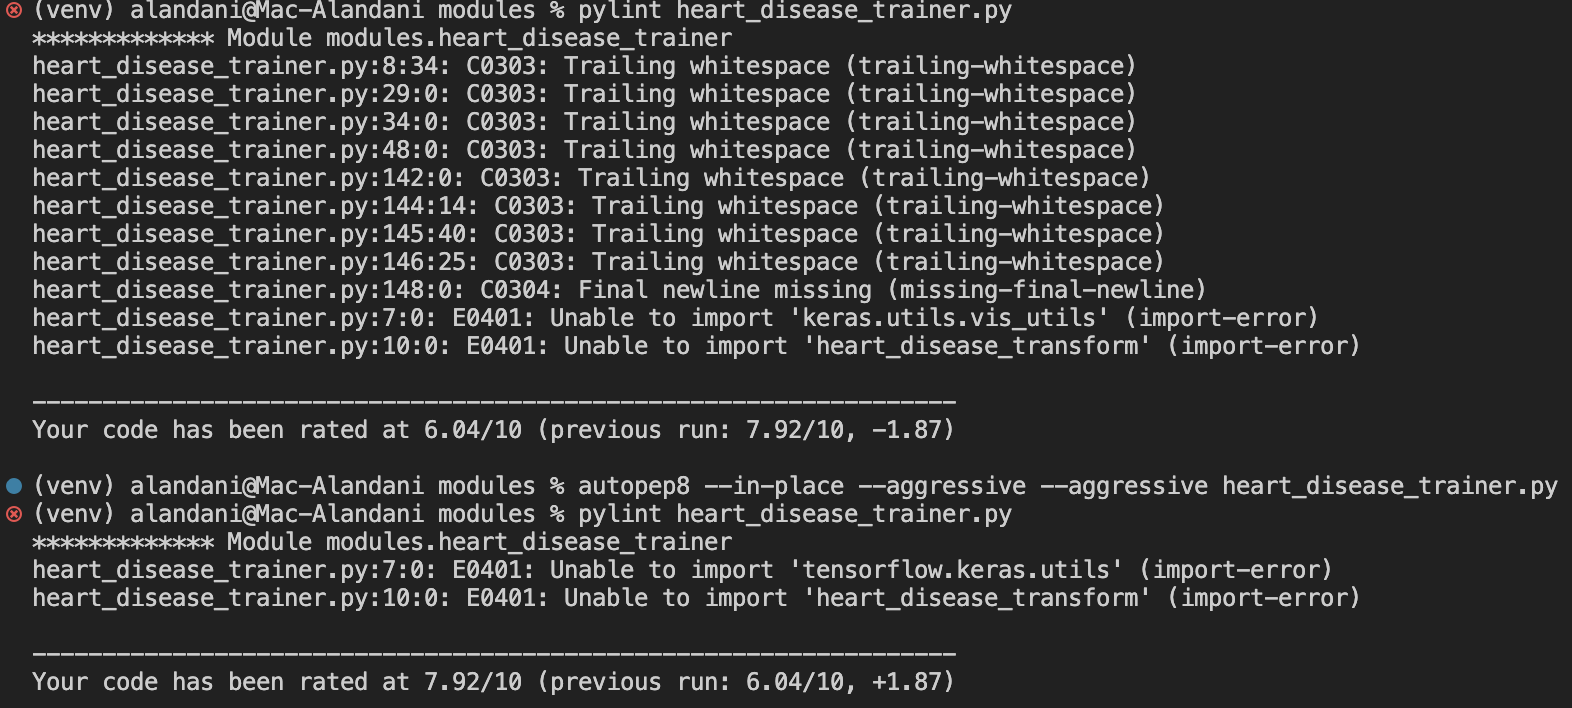 (venv) alandani@Mac-Alandani modules % pylint heart_disease_trainer.py
************* Module modules.heart_disease_trainer
heart_disease_trainer.py:8:34: C0303: Trailing whitespace (trailing-whitespace)
heart_disease_trainer.py:29:0: C0303: Trailing whitespace (trailing-whitespace)
heart_disease_trainer.py:34:0: C0303: Trailing whitespace (trailing-whitespace)
heart_disease_trainer.py:48:0: C0303: Trailing whitespace (trailing-whitespace)
heart_disease_trainer.py:142:0: C0303: Trailing whitespace (trailing-whitespace)
heart_disease_trainer.py:144:14: C0303: Trailing whitespace (trailing-whitespace)
heart_disease_trainer.py:145:40: C0303: Trailing whitespace (trailing-whitespace)
heart_disease_trainer.py:146:25: C0303: Trailing whitespace (trailing-whitespace)
heart_disease_trainer.py:148:0: C0304: Final newline missing (missing-final-newline)
heart_disease_trainer.py:7:0: E0401: Unable to import 'keras.utils.vis_utils' (import-error)
heart_disease_trainer.py:10:0: E0401: Unable to import 'heart_disease_transform' (import-error)
------------------------------------------------------------------
Your code has been rated at 6.04/10 (previous run: 7.92/10, -1.87)
(venv) alandani@Mac-Alandani modules % autopep8 --in-place --aggressive --aggressive heart_disease_trainer.py
(venv) alandani@Mac-Alandani modules % pylint heart_disease_trainer.py
************* Module modules.heart_disease_trainer
heart_disease_trainer.py:7:0: E0401: Unable to import 'tensorflow.keras.utils' (import-error)
heart_disease_trainer.py:10:0: E0401: Unable to import 'heart_disease_transform' (import-error)
------------------------------------------------------------------
Your code has been rated at 7.92/10 (previous run: 6.04/10, +1.87)